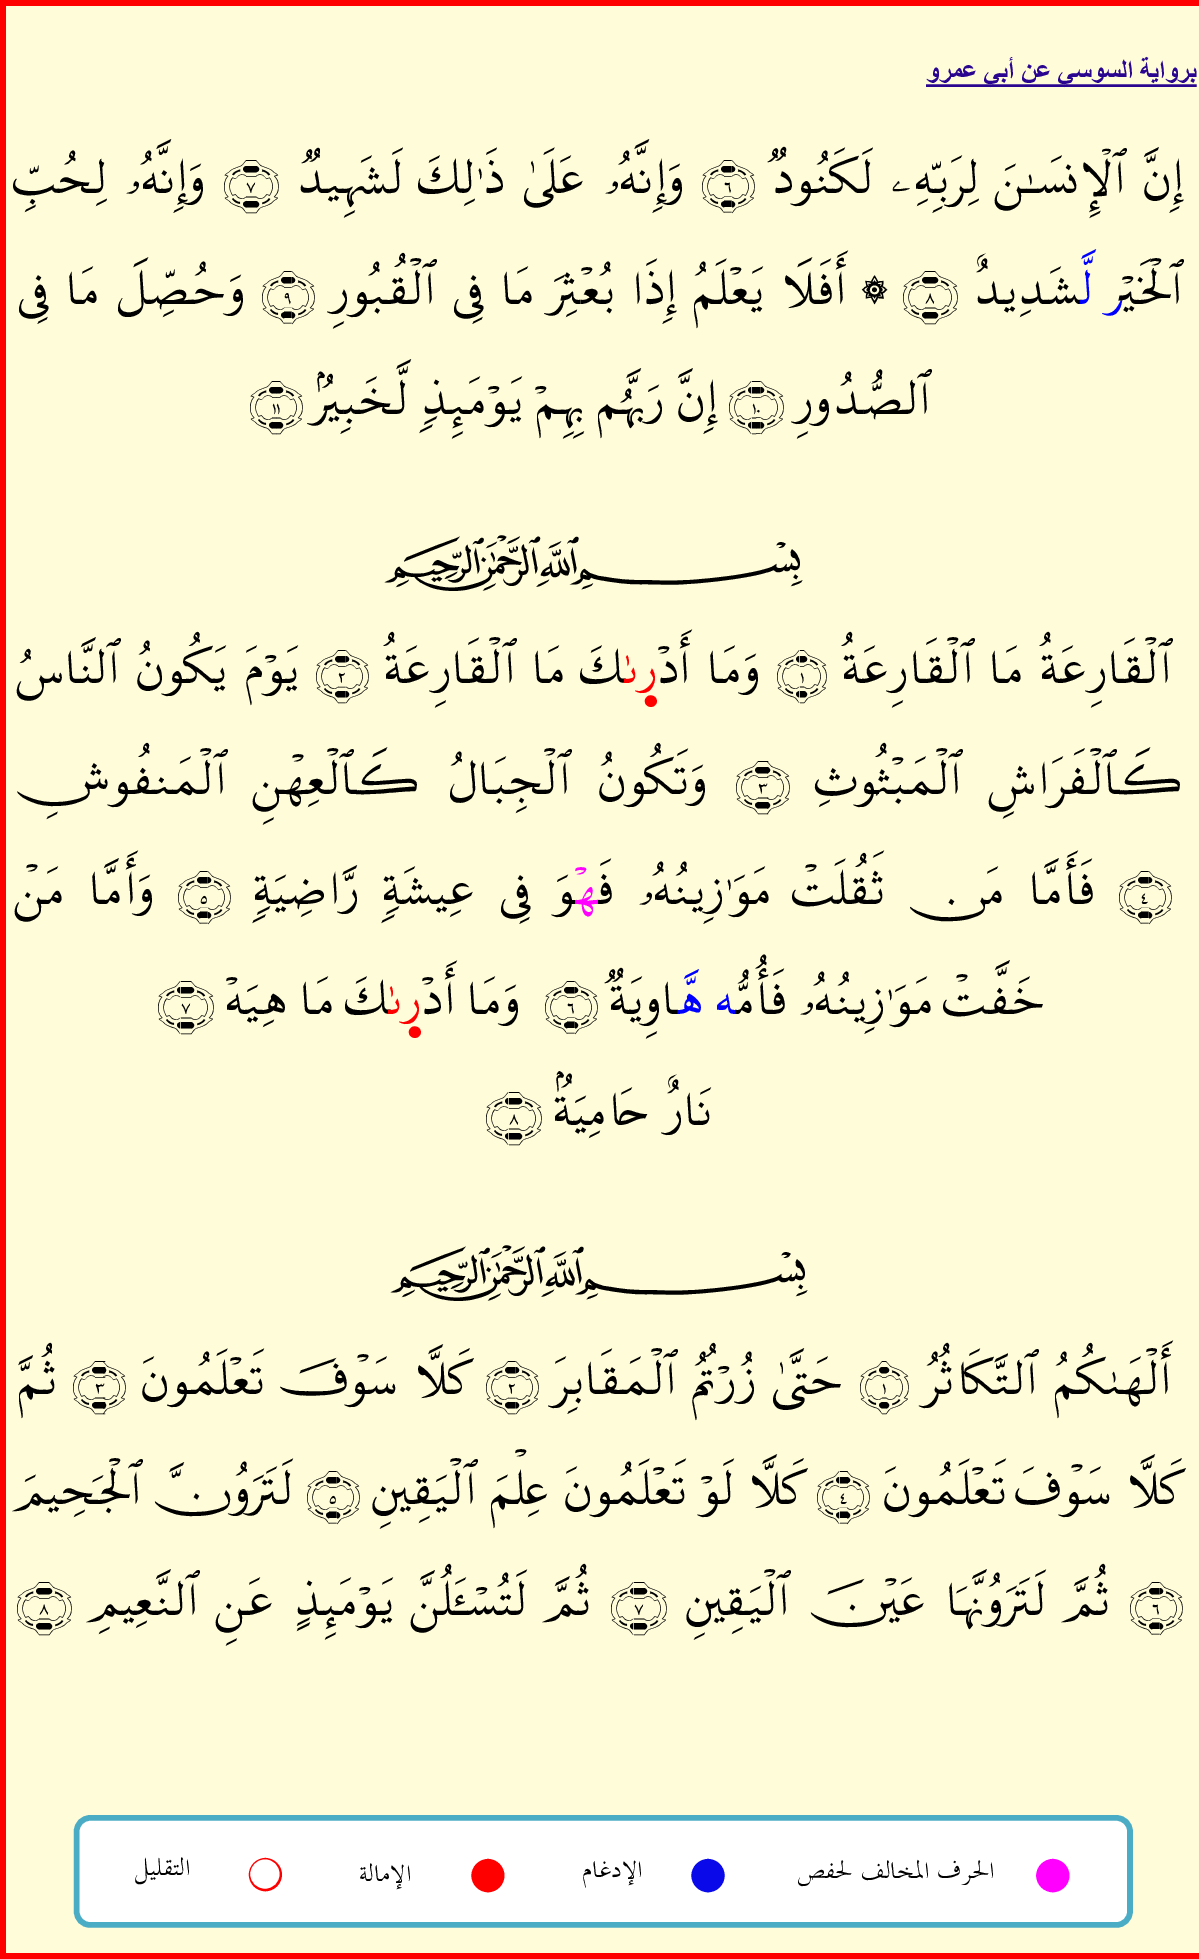 برواية السوسي عن أبي عمرو
إِنَّ ٱلْإِنسَـٰنَ لِرَبِّهِۦ لَكَنُودٌ ٦ وَإِنَّهُۥ عَلَىٰ ذَٰلِكَ لَشَهِيدٌ ٧ وَإِنَّهُۥ لِحُبِّ
ٱلْخَيْر لَّشَدِيدٌ ٨ ۞ أَفَلَا يَعْلَمُ إِذَا بُعْثِرَ مَا فِى ٱلْقُبُورِ ٩ وَحُصِّلَ مَا فِى
ٱلصُّدُورِ ١٠ إِنَّ رَبَّهُم بِهِمْ يَوْمَئِذٍ لَّخَبِيرٌۢ ١١
بِسْمِ ٱللَّهِ ٱلرَّحْمَٰنِ ٱلرَّحِيمِ
ٱلْقَارِعَةُ مَا ٱلْقَارِعَةُ ١ وَمَا أَدْرِىٰكَ مَا ٱلْقَارِعَةُ ٢ يَوْمَ يَكُونُ ٱلنَّاسُ
كَٱلْفَرَاشِ ٱلْمَبْثُوثِ ٣ وَتَكُونُ ٱلْجِبَالُ كَٱلْعِهْنِ ٱلْمَنفُوشِ
٤ فَأَمَّا مَن ثَقُلَتْ مَوَٰزِينُهُۥ فَهْوَ فِى عِيشَةٍ رَّاضِيَةٍ ٥ وَأَمَّا مَنْ
خَفَّتْ مَوَٰزِينُهُۥ فَأُمُّه هَّاوِيَةٌ ٦ وَمَا أَدْرِىٰكَ مَا هِيَهْ ٧
نَارٌ حَامِيَةٌۢ ٨
بِسْمِ ٱللَّهِ ٱلرَّحْمَٰنِ ٱلرَّحِيمِ
أَلْهَىٰكُمُ ٱلتَّكَاثُرُ ١ حَتَّىٰ زُرْتُمُ ٱلْمَقَابِرَ ٢ كَلَّا سَوْفَ تَعْلَمُونَ ٣ ثُمَّ
كَلَّا سَوْفَ تَعْلَمُونَ ٤ كَلَّا لَوْ تَعْلَمُونَ عِلْمَ ٱلْيَقِينِ ٥ لَتَرَوُنَّ ٱلْجَحِيمَ
٦ ثُمَّ لَتَرَوُنَّهَا عَيْنَ ٱلْيَقِينِ ٧ ثُمَّ لَتُسْـَٔلُنَّ يَوْمَئِذٍ عَنِ ٱلنَّعِيمِ ٨
الحرف المخالف لحفص الإدغام الإمالة التقليل